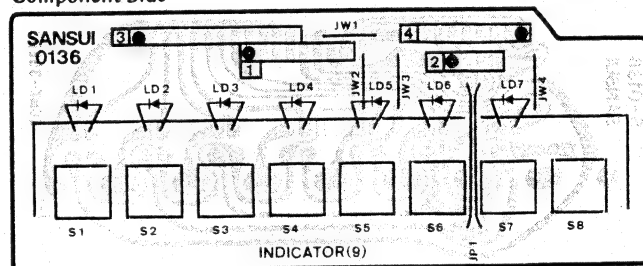 Component Side
SANSUI
0136
3
1
JW1
4
2
JW2
JW3
JW4
LD1
LD2
LD3
LD4
LD5
LD6
LD7
S1
S2
S3
S4
S5
S6
S7
S8
JP1
INDICATOR(9)